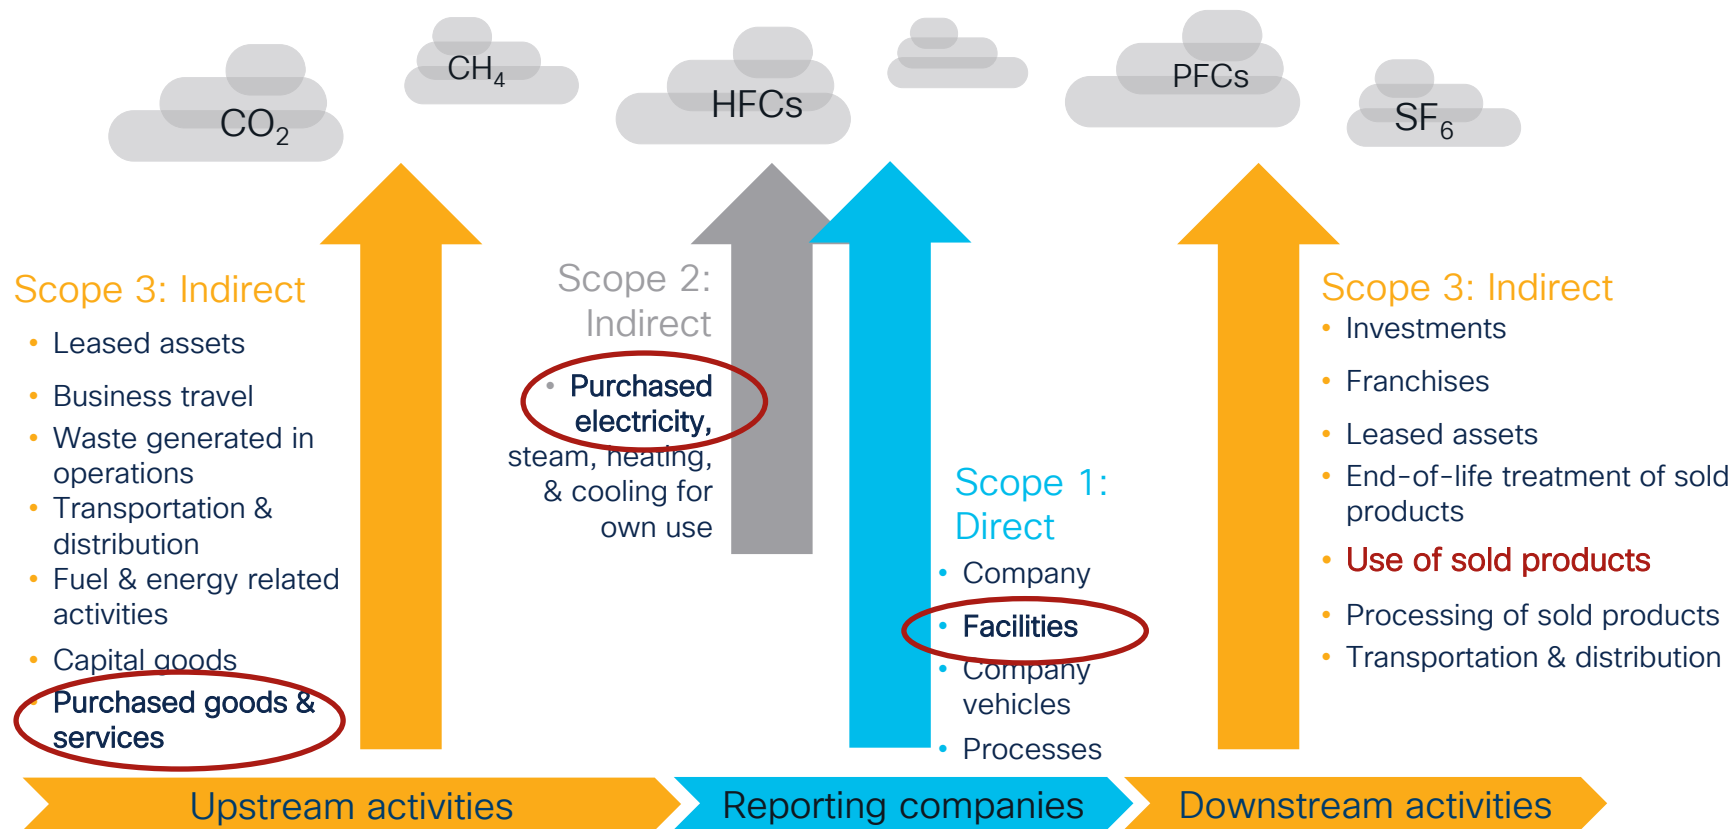 CO₂
CH₄
HFCs
PFCs
SF₆
Scope 3: Indirect
• Leased assets
• Business travel
• Waste generated in
operations
• Transportation &
distribution
• Fuel & energy related
activities
• Capital goods
• Purchased goods &
services
Scope 2:
Indirect
• Purchased
electricity,
steam, heating,
& cooling for
own use
Scope 1:
Direct
• Company
• Facilities
• Company
vehicles
• Processes
Scope 3: Indirect
• Investments
• Franchises
• Leased assets
• End-of-life treatment of sold
products
• Use of sold products
• Processing of sold products
• Transportation & distribution
Upstream activities
Reporting companies
Downstream activities